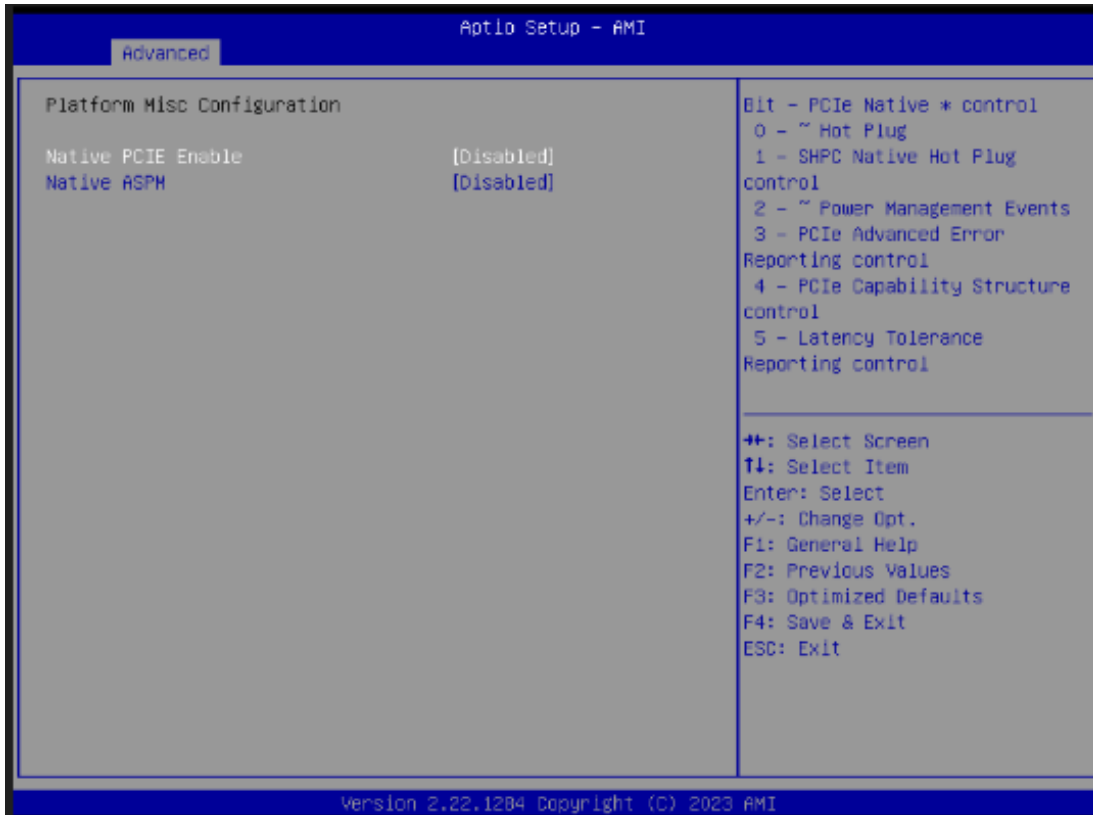 Aptio Setup - AMI
Advanced
Platform Misc Configuration
Native PCIE Enable [Disabled]
Native ASPM [Disabled]
Bit - PCIe Native * control
0 - ~ Hot Plug
1 - SHPC Native Hot Plug
control
2 - ~ Power Management Events
3 - PCIe Advanced Error
Reporting control
4 - PCIe Capability Structure
control
5 - Latency Tolerance
Reporting control
→←: Select Screen
↑↓: Select Item
Enter: Select
+/-: Change Opt.
F1: General Help
F2: Previous Values
F3: Optimized Defaults
F4: Save & Exit
ESC: Exit
Version 2.22.1284 Copyright (C) 2023 AMI